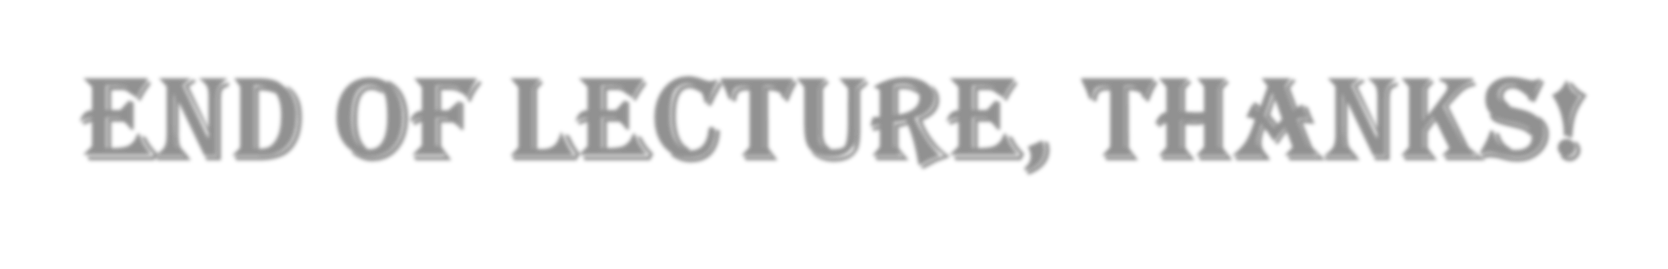 END OF LECTURE, THANKS!